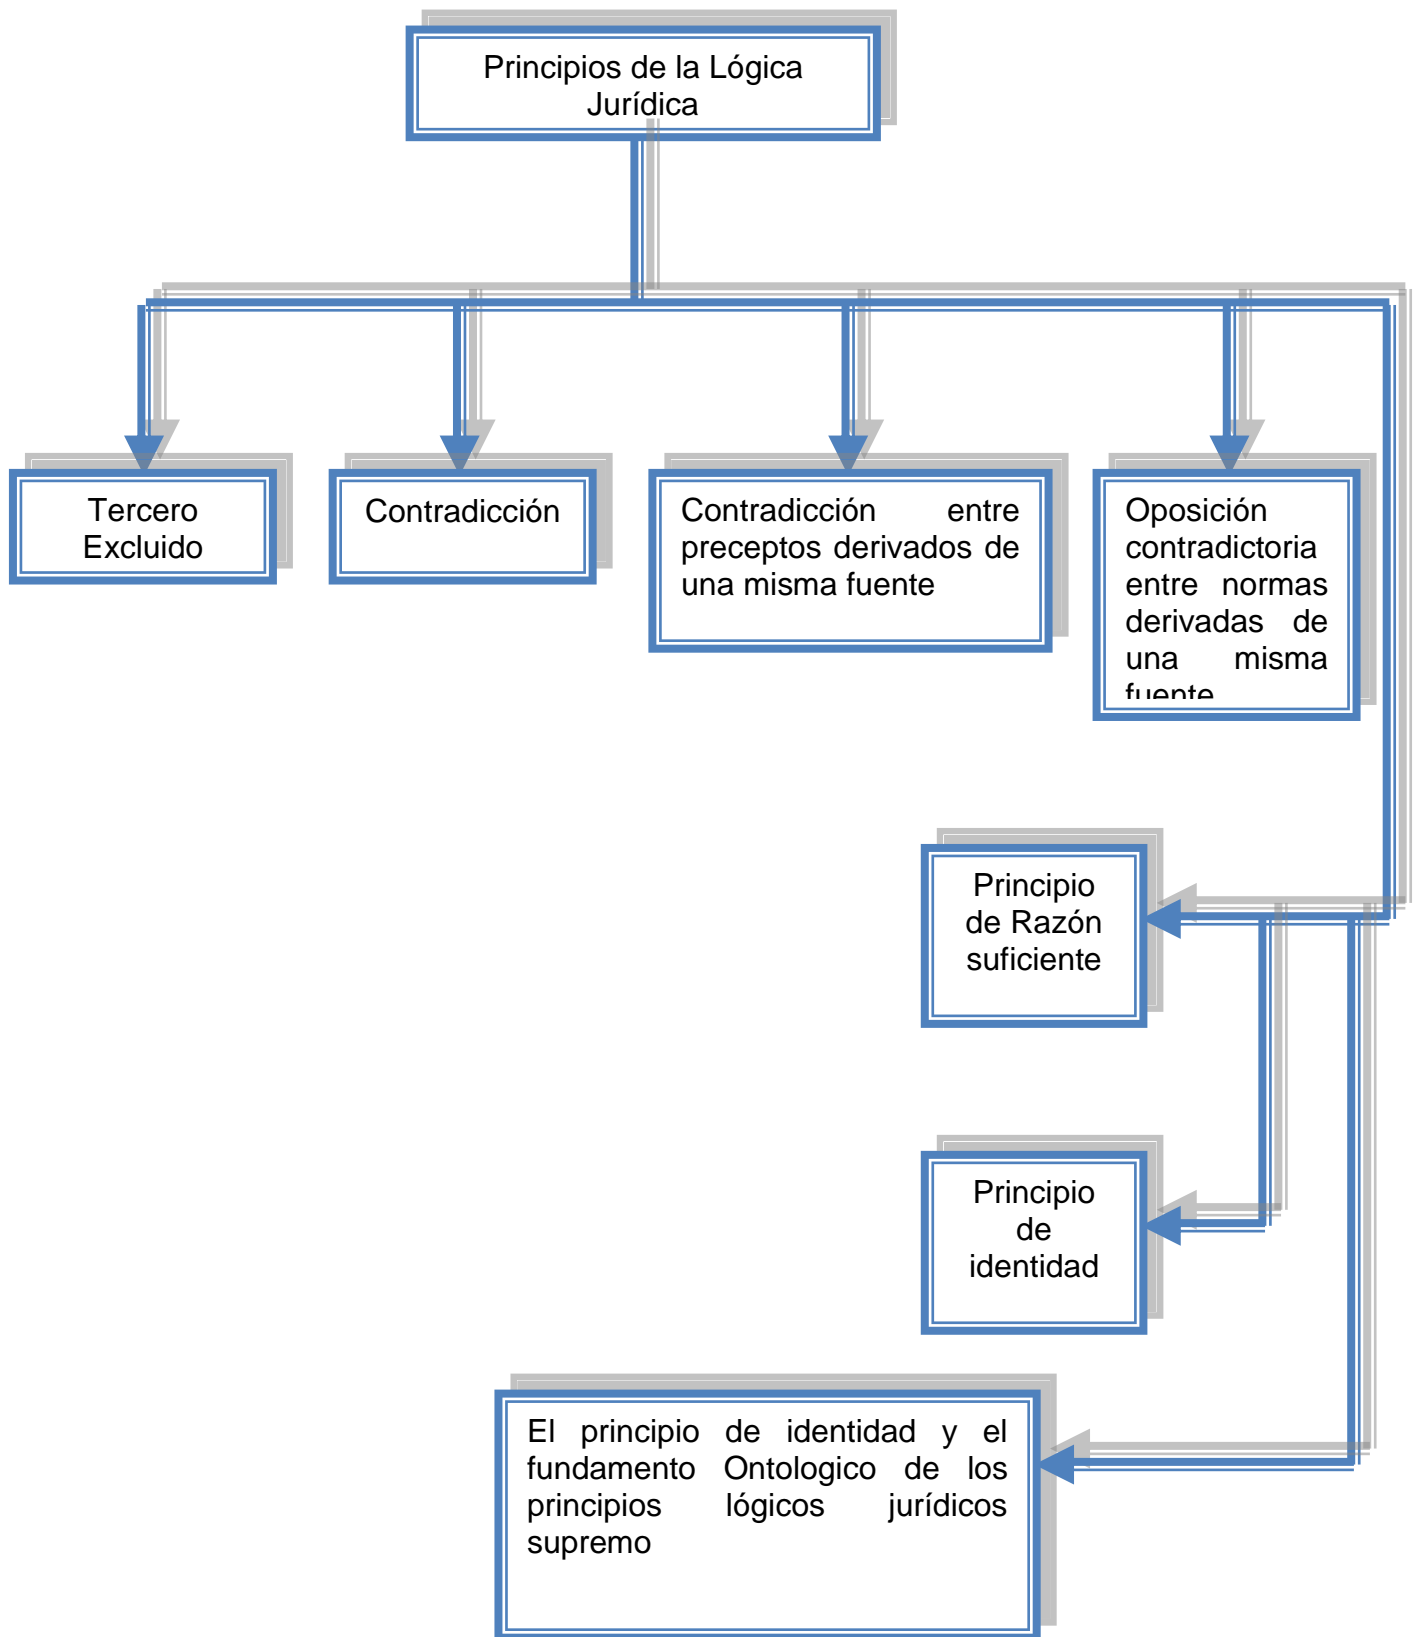 Principios de la Lógica
Jurídica
Tercero
Excluido
Contradicción
Contradicción entre
preceptos derivados de
una misma fuente
Oposición
contradictoria
entre normas
derivadas de
una misma
fuente
Principio
de Razón
suficiente
Principio
de
identidad
El principio de identidad y el
fundamento Ontologico de los
principios lógicos jurídicos
supremo